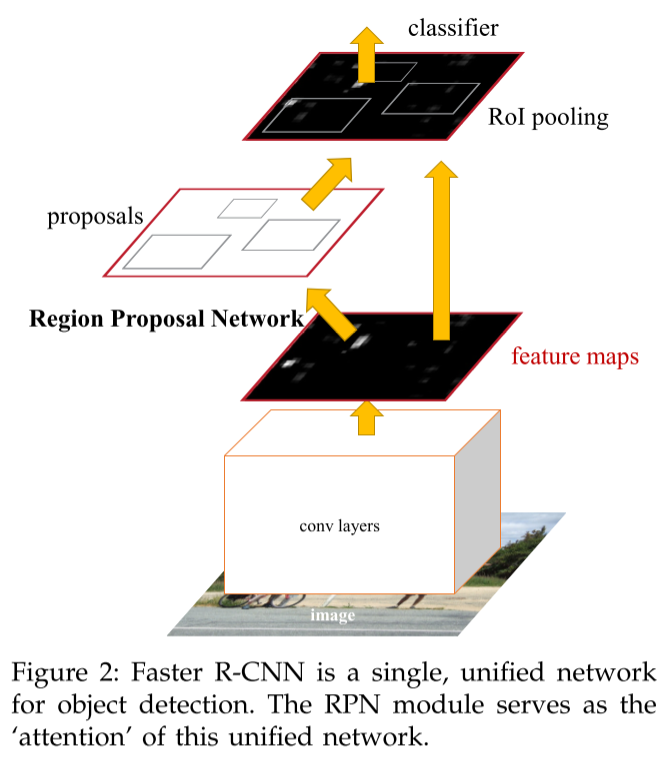 classifier
RoI pooling
proposals
Region Proposal Network
feature maps
conv layers
image
Figure 2: Faster R-CNN is a single, unified network
for object detection. The RPN module serves as the
‘attention’ of this unified network.